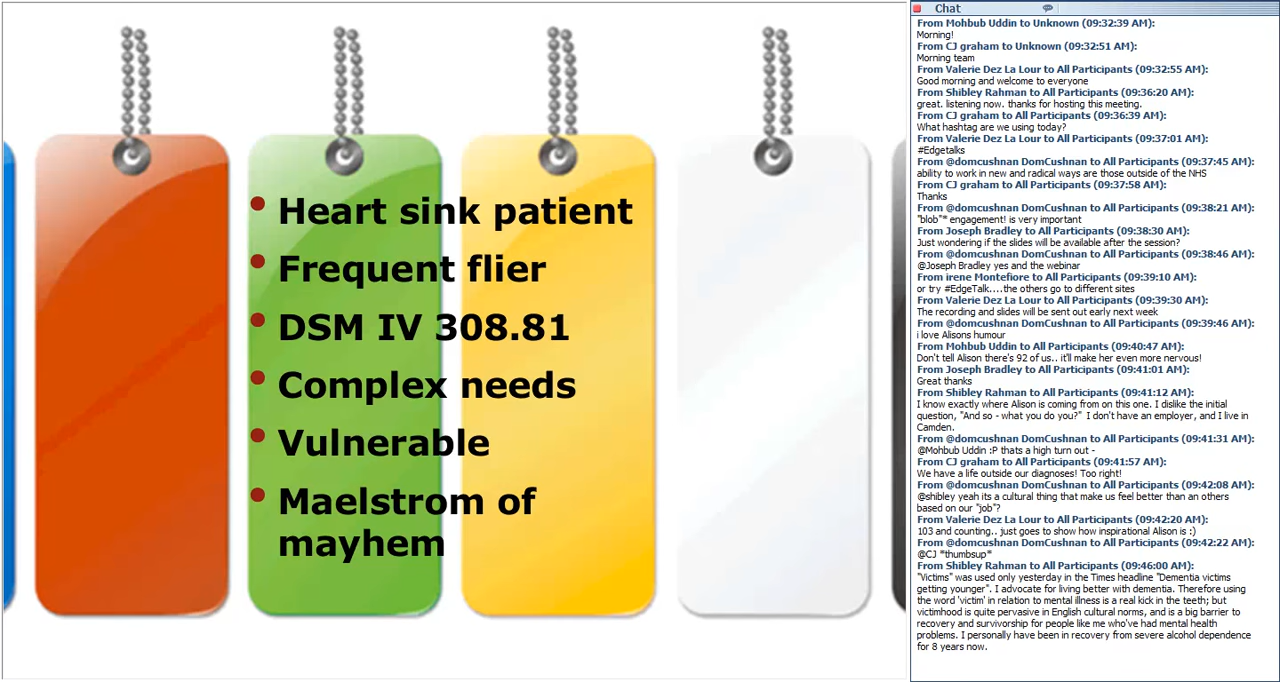 Heart sink patient
Frequent flier
DSM IV 308.81
Complex needs
Vulnerable
Maelstrom of
mayhem
Chat
From Mohbub Uddin to Unknown (09:32:39 AM):
Morning!
From CJ graham to Unknown (09:32:51 AM):
Morning team
From Valerie Dez La Lour to All Participants (09:32:55 AM):
Good morning and welcome to everyone
From Shibley Rahman to All Participants (09:36:20 AM):
great. listening now. thanks for hosting this meeting.
From CJ graham to All Participants (09:36:39 AM):
What hashtag are we using today?
From Valerie Dez La Lour to All Participants (09:37:01 AM):
#Edgetalks
From @domcushnan DomCushnan to All Participants (09:37:45 AM):
ability to work in new and radical ways are those outside of the NHS
From CJ graham to All Participants (09:37:58 AM):
Thanks
From @domcushnan DomCushnan to All Participants (09:38:21 AM):
"blob"* engagement! is very important
From Joseph Bradley to All Participants (09:38:30 AM):
Just wondering if the slides will be available after the session?
From @domcushnan DomCushnan to All Participants (09:38:46 AM):
@Joseph Bradley yes and the webinar
From irene Montefiore to All Participants (09:39:10 AM):
or try #EdgeTalk....the others go to different sites
From Valerie Dez La Lour to All Participants (09:39:30 AM):
The recording and slides will be sent out early next week
From @domcushnan DomCushnan to All Participants (09:39:46 AM):
i love Alisons humour
From Mohbub Uddin to All Participants (09:40:47 AM):
Don't tell Alison there's 92 of us.. it'll make her even more nervous!
From Joseph Bradley to All Participants (09:41:01 AM):
Great thanks
From Shibley Rahman to All Participants (09:41:12 AM):
I know exactly where Alison is coming from on this one. I dislike the initial
question, "And so - what you do you?" I don't have an employer, and I live in
Camden.
From @domcushnan DomCushnan to All Participants (09:41:31 AM):
@Mohbub Uddin :P thats a high turn out -
From CJ graham to All Participants (09:41:57 AM):
We have a life outside our diagnoses! Too right!
From @domcushnan DomCushnan to All Participants (09:42:08 AM):
@shibley yeah its a cultural thing that make us feel better than an others
based on our "job"?
From Valerie Dez La Lour to All Participants (09:42:20 AM):
103 and counting.. just goes to show how inspirational Alison is :)
From @domcushnan DomCushnan to All Participants (09:42:22 AM):
@CJ *thumbsup*
From Shibley Rahman to All Participants (09:46:00 AM):
"Victims" was used only yesterday in the Times headline "Dementia victims
getting younger". I advocate for living better with dementia. Therefore using
the word 'victim' in relation to mental illness is a real kick in the teeth; but
victimhood is quite pervasive in English cultural norms, and is a big barrier to
recovery and survivorship for people like me who've had mental health
problems. I personally have been in recovery from severe alcohol dependence
for 8 years now.